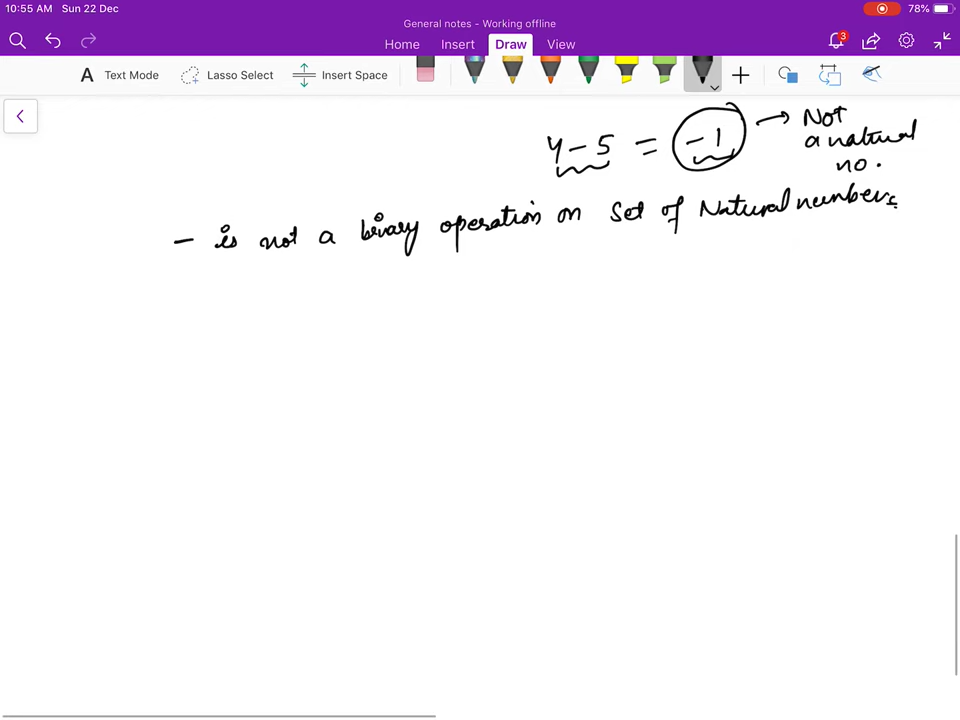 10:55 AM Sun 22 Dec
78%
General notes - Working offline
Home Insert Draw View
3
A Text Mode Lasso Select Insert Space
4 - 5 = -1 → Not
a natural
no.
- is not a binary operation on Set of Natural numbers